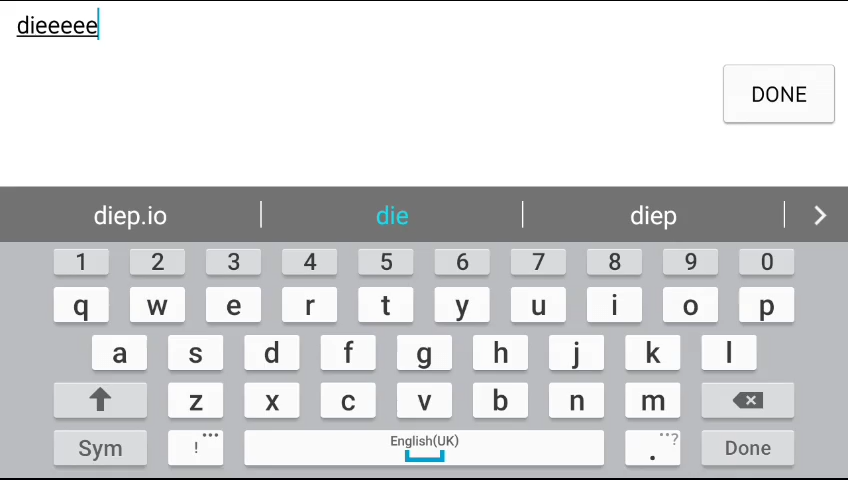 dieeeee
DONE
diep.io die diep
1 2 3 4 5 6 7 8 9 0
q w e r t y u i o p
a s d f g h j k l
z x c v b n m
Sym ! ... English(UK) . ? Done